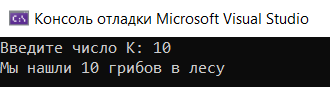 Консоль отладки Microsoft Visual Studio
Введите число K: 10
Мы нашли 10 грибов в лесу